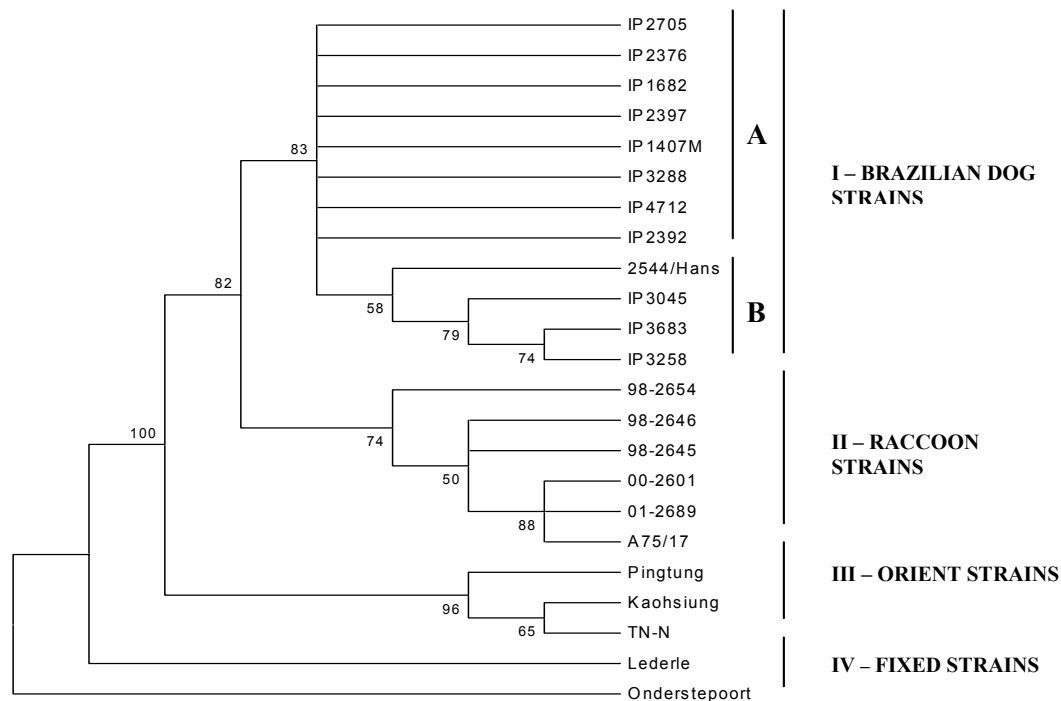 IP2705
IP2376
IP1682
IP2397
IP1407M
IP3288
IP4712
IP2392
2544/Hans
IP3045
IP3683
IP3258
98-2654
98-2646
98-2645
00-2601
01-2689
A75/17
Pingtung
Kaohsiung
TN-N
Lederle
Onderstepoort
83
82
58
79
74
100
74
50
88
96
65
A
B
I – BRAZILIAN DOG
STRAINS
II – RACCOON
STRAINS
III – ORIENT STRAINS
IV – FIXED STRAINS